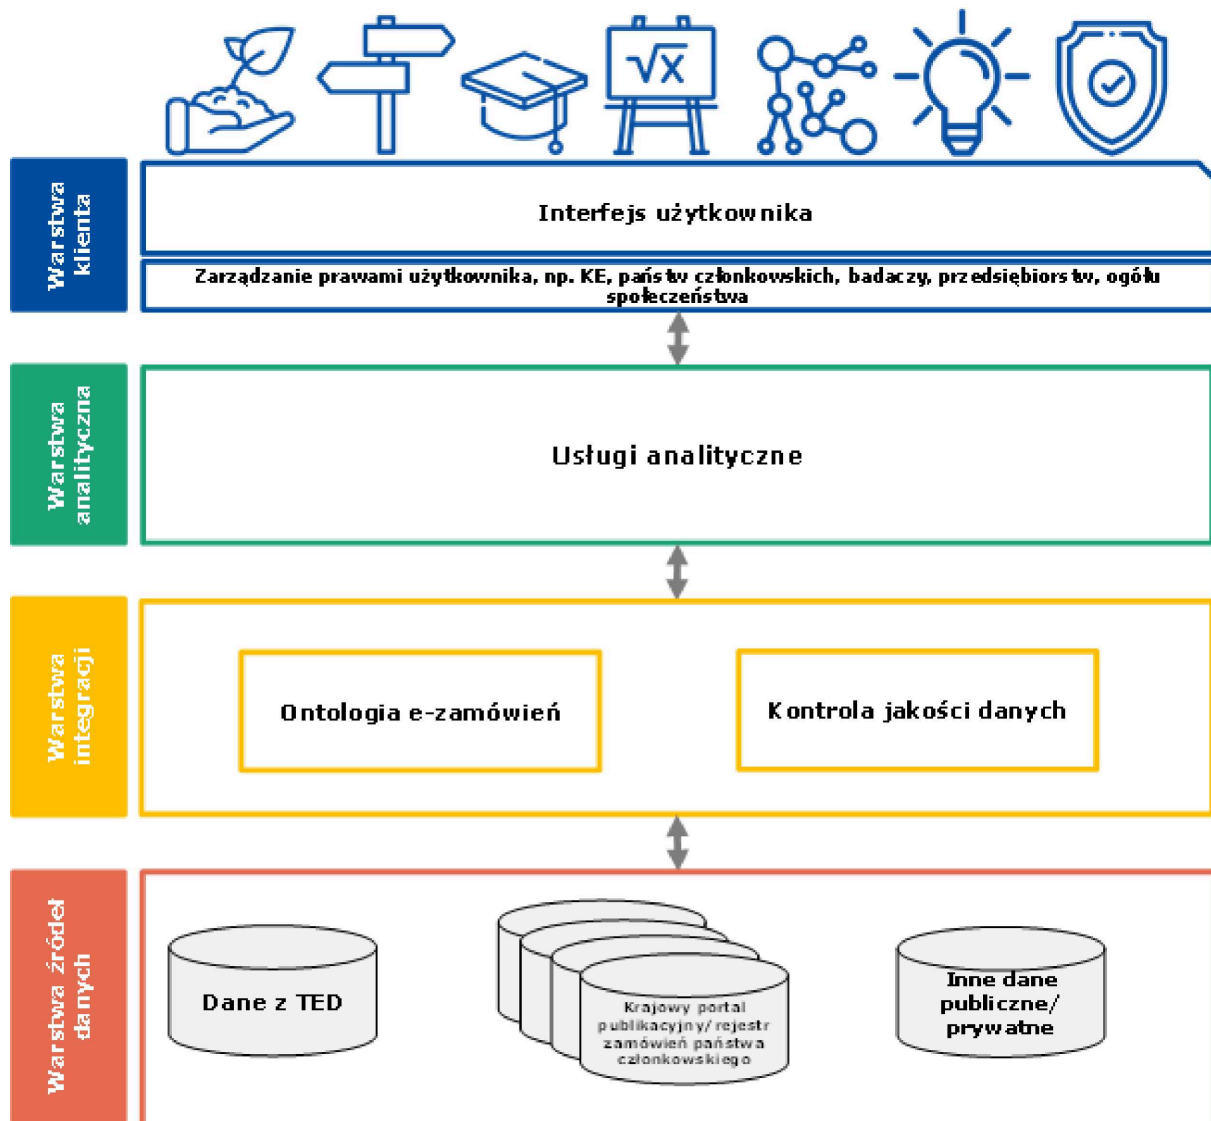 √x
Warstwa
klienta
Interfejs użytkownika
Zarządzanie prawami użytkownika, np. KE, państw członkowskich, badaczy, przedsiębiorstw, ogółu
społeczeństwa
Warstwa
analityczna
Usługi analityczne
Warstwa
integracji
Ontologia e-zamówień
Kontrola jakości danych
Warstwa źródeł
danych
Dane z TED
Krajowy portal
publikacyjny/rejestr
zamówień państwa
członkowskiego
Inne dane
publiczne/
prywatne